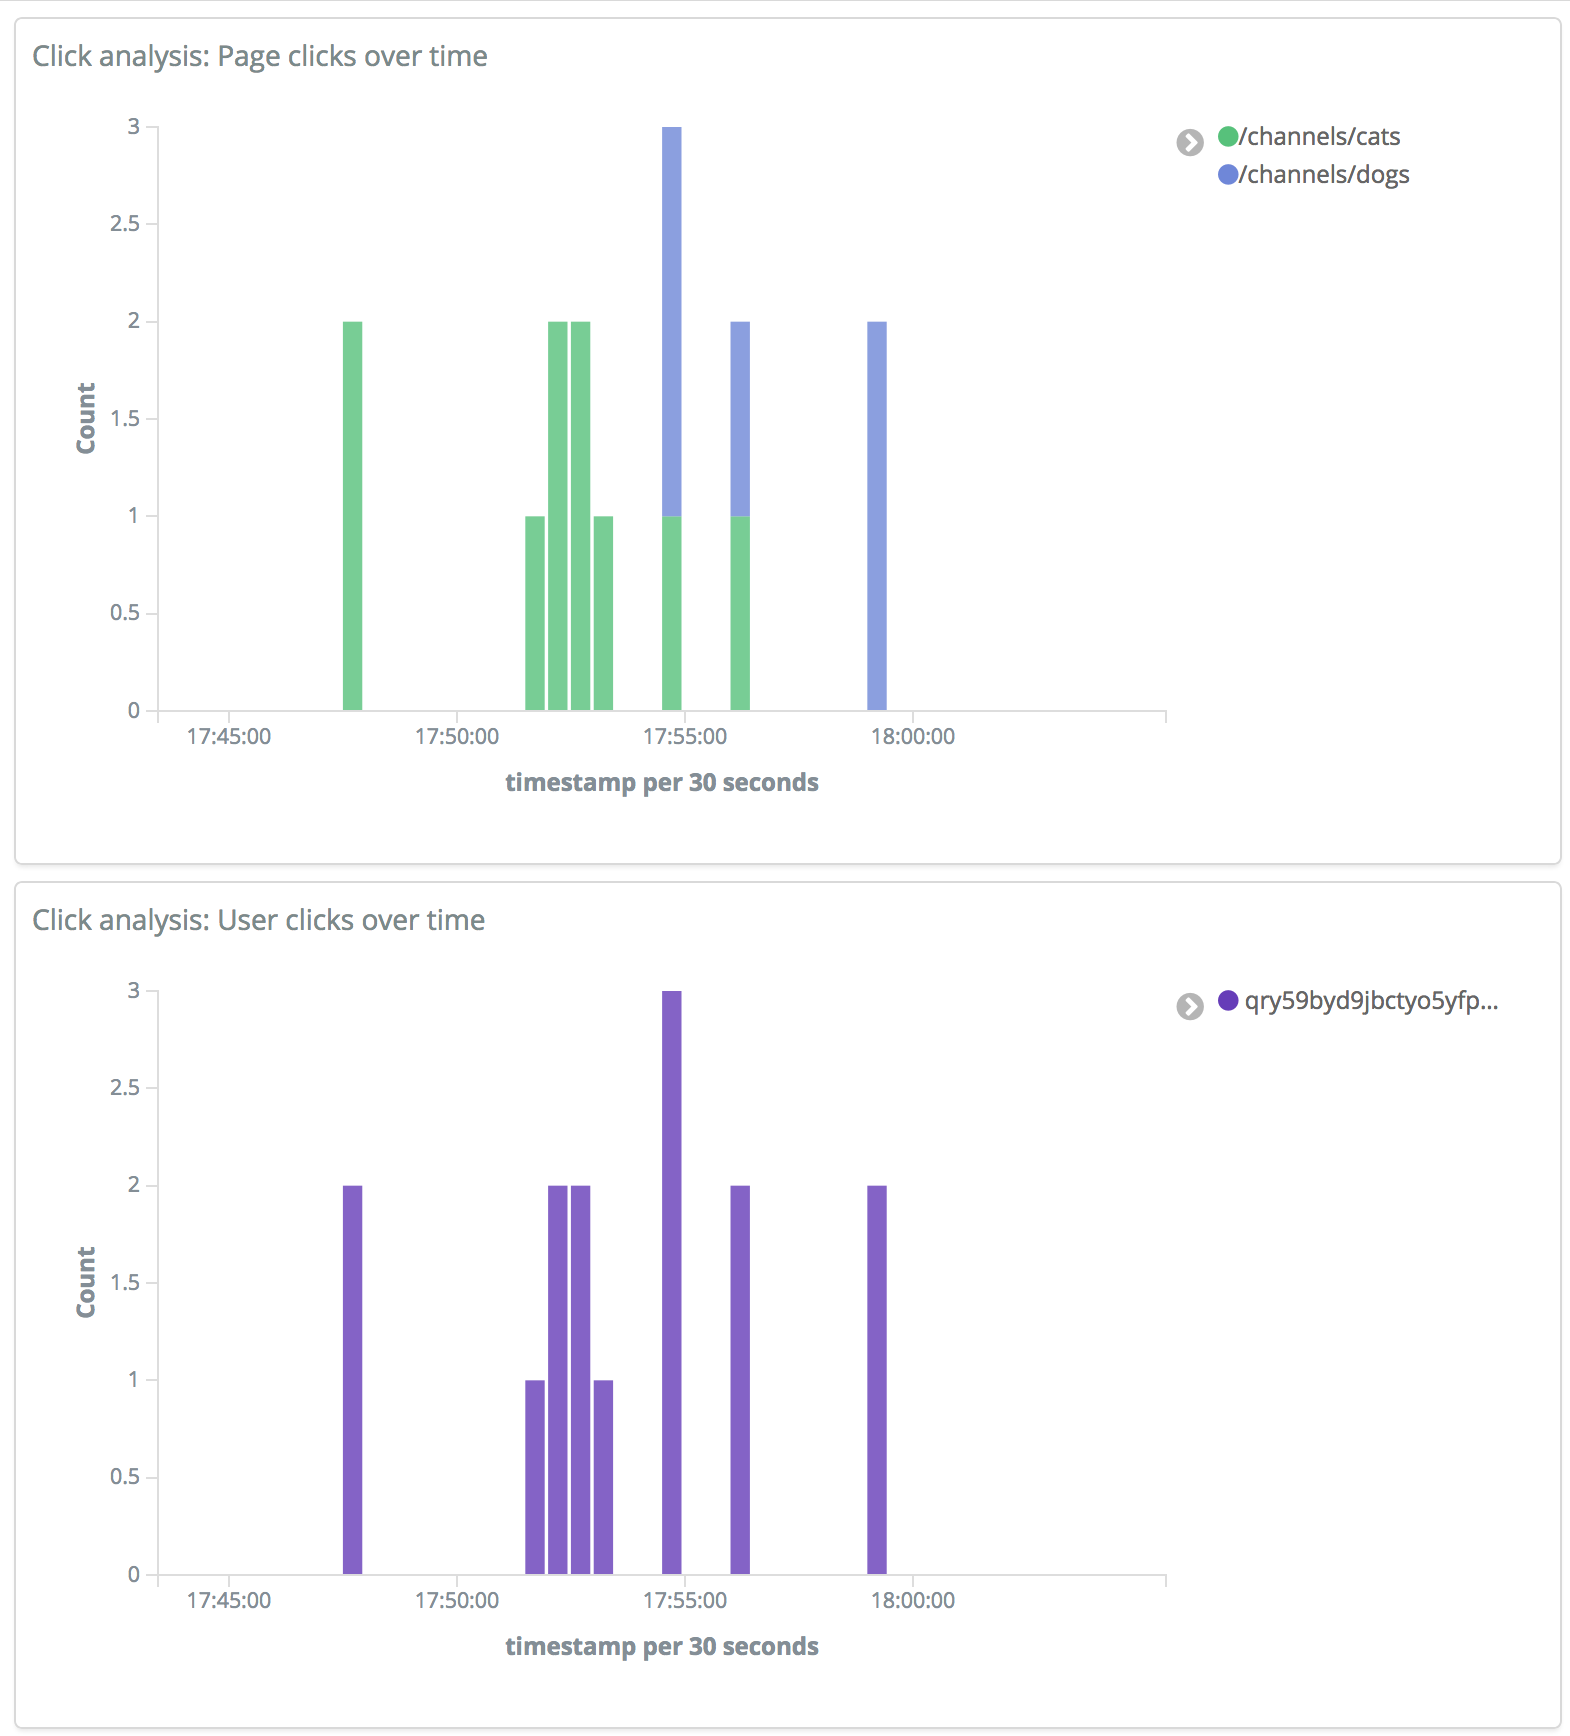 Click analysis: Page clicks over time
3
2.5
2
1.5
1
0.5
0
Count
17:45:00 17:50:00 17:55:00 18:00:00
timestamp per 30 seconds
/channels/cats
/channels/dogs
Click analysis: User clicks over time
3
2.5
2
1.5
1
0.5
0
Count
17:45:00 17:50:00 17:55:00 18:00:00
timestamp per 30 seconds
qry59byd9jbctyo5yfp...